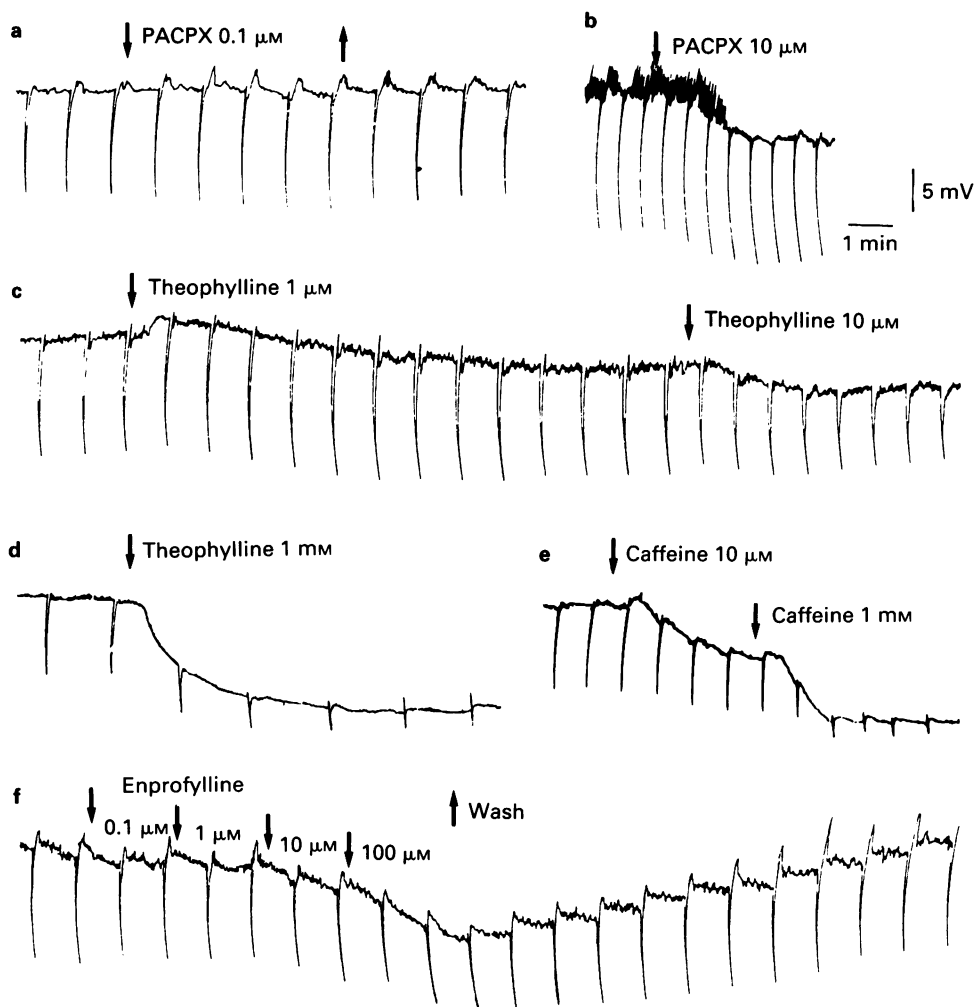 a
PACPX 0.1 μM
b
PACPX 10 μM
5 mV
1 min
c
Theophylline 1 μM
Theophylline 10 μM
d
Theophylline 1 mM
e
Caffeine 10 μM
Caffeine 1 mM
f
Enprofylline
0.1 μM
1 μM
10 μM
100 μM
Wash